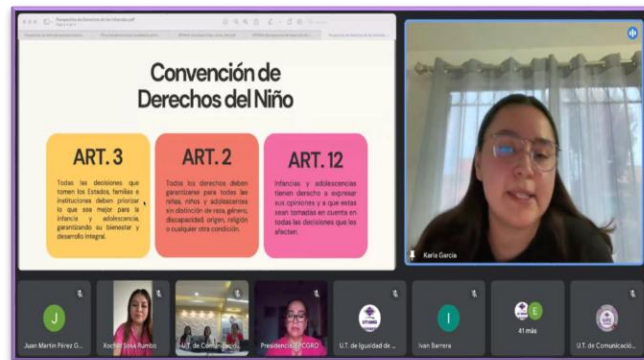 Convención de
Derechos del Niño
ART. 3
Todas las decisiones que
tomen los Estados, familias e
instituciones deben priorizar
lo que sea mejor para la
infancia y adolescencia,
garantizando su bienestar y
desarrollo integral.
ART. 2
Todos los derechos deben
garantizarse para todas las
niñas, niños y adolescentes
sin distinción de raza, género,
discapacidad, origen, religión
o cualquier otra condición.
ART. 12
Infancias y adolescencias
tienen derecho a expresar
sus opiniones y a que estas
sean tomadas en cuenta en
todas las decisiones que les
afecten.
Karla García
J
Juan Martín Pérez G...
Xochitl Sosa Rumbo
U.T. de Comunicació...
Presidencia
U.T. de Igualdad de ...
I
Ivan Barrera
E
41 más
U.T. de Comunicació...